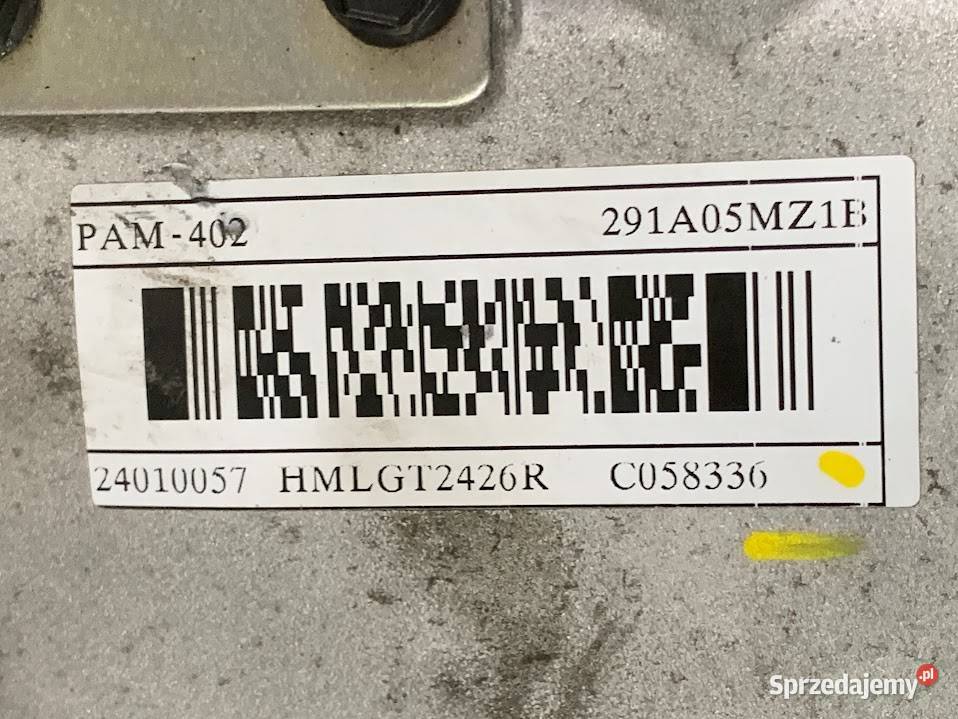 PAM-402 291A05MZ1B
24010057 HMLGT2426R C058336
Sprzedajemy.pl